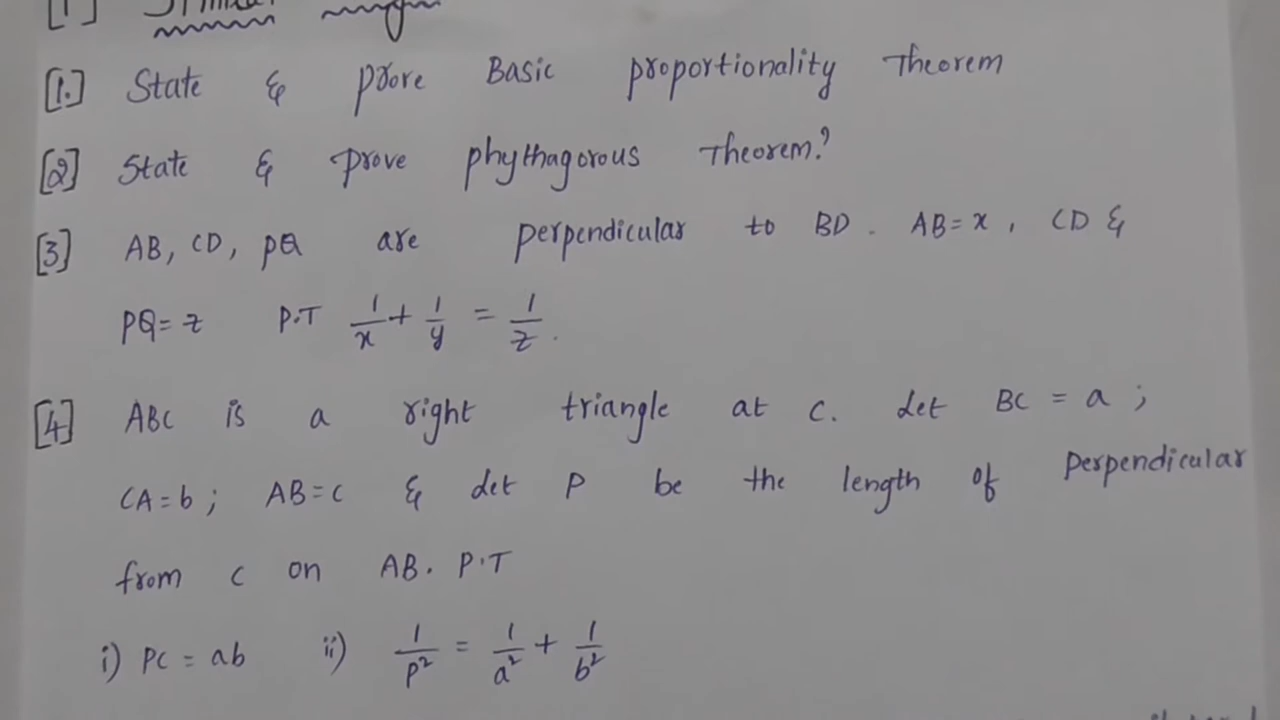 [1.] State & prove Basic proportionality Theorem
[2] State & prove phythagorous Theorem?
[3] AB, CD, PQ are perpendicular to BD. AB = x, CD &
PQ = z P.T 1/x + 1/y = 1/z.
[4] ABC is a right triangle at C. Let BC = a;
CA = b; AB = c & let P be the length of perpendicular
from C on AB. P.T
i) PC = ab ii) 1/P² = 1/a² + 1/b²